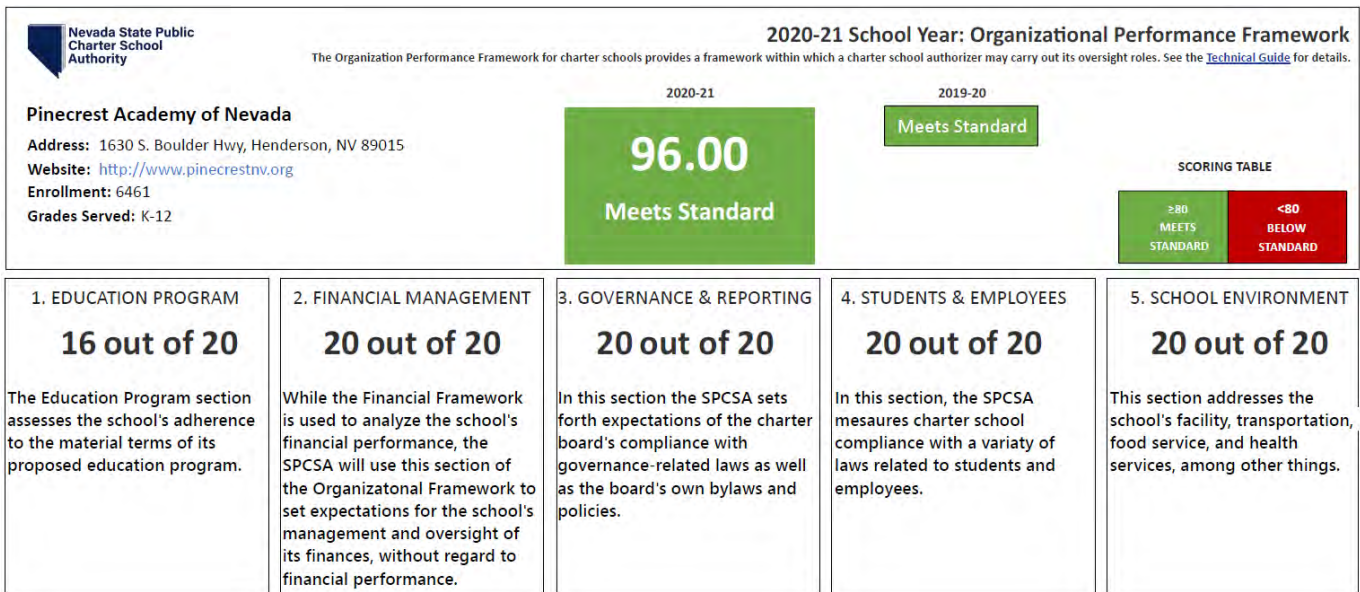 Nevada State Public
Charter School
Authority
2020-21 School Year: Organizational Performance Framework
The Organization Performance Framework for charter schools provides a framework within which a charter school authorizer may carry out its oversight roles. See the Technical Guide for details.
Pinecrest Academy of Nevada
Address: 1630 S. Boulder Hwy, Henderson, NV 89015
Website: http://www.pinecrestnv.org
Enrollment: 6461
Grades Served: K-12
2020-21
96.00
Meets Standard
2019-20
Meets Standard
SCORING TABLE
≥80
MEETS
STANDARD
<80
BELOW
STANDARD
1. EDUCATION PROGRAM
16 out of 20
The Education Program section
assesses the school's adherence
to the material terms of its
proposed education program.
2. FINANCIAL MANAGEMENT
20 out of 20
While the Financial Framework
is used to analyze the school's
financial performance, the
SPCSA will use this section of
the Organizatonal Framework to
set expectations for the school's
management and oversight of
its finances, without regard to
financial performance.
3. GOVERNANCE & REPORTING
20 out of 20
In this section the SPCSA sets
forth expectations of the charter
board's compliance with
governance-related laws as well
as the board's own bylaws and
policies.
4. STUDENTS & EMPLOYEES
20 out of 20
In this section, the SPCSA
mesaures charter school
compliance with a variaty of
laws related to students and
employees.
5. SCHOOL ENVIRONMENT
20 out of 20
This section addresses the
school's facility, transportation,
food service, and health
services, among other things.